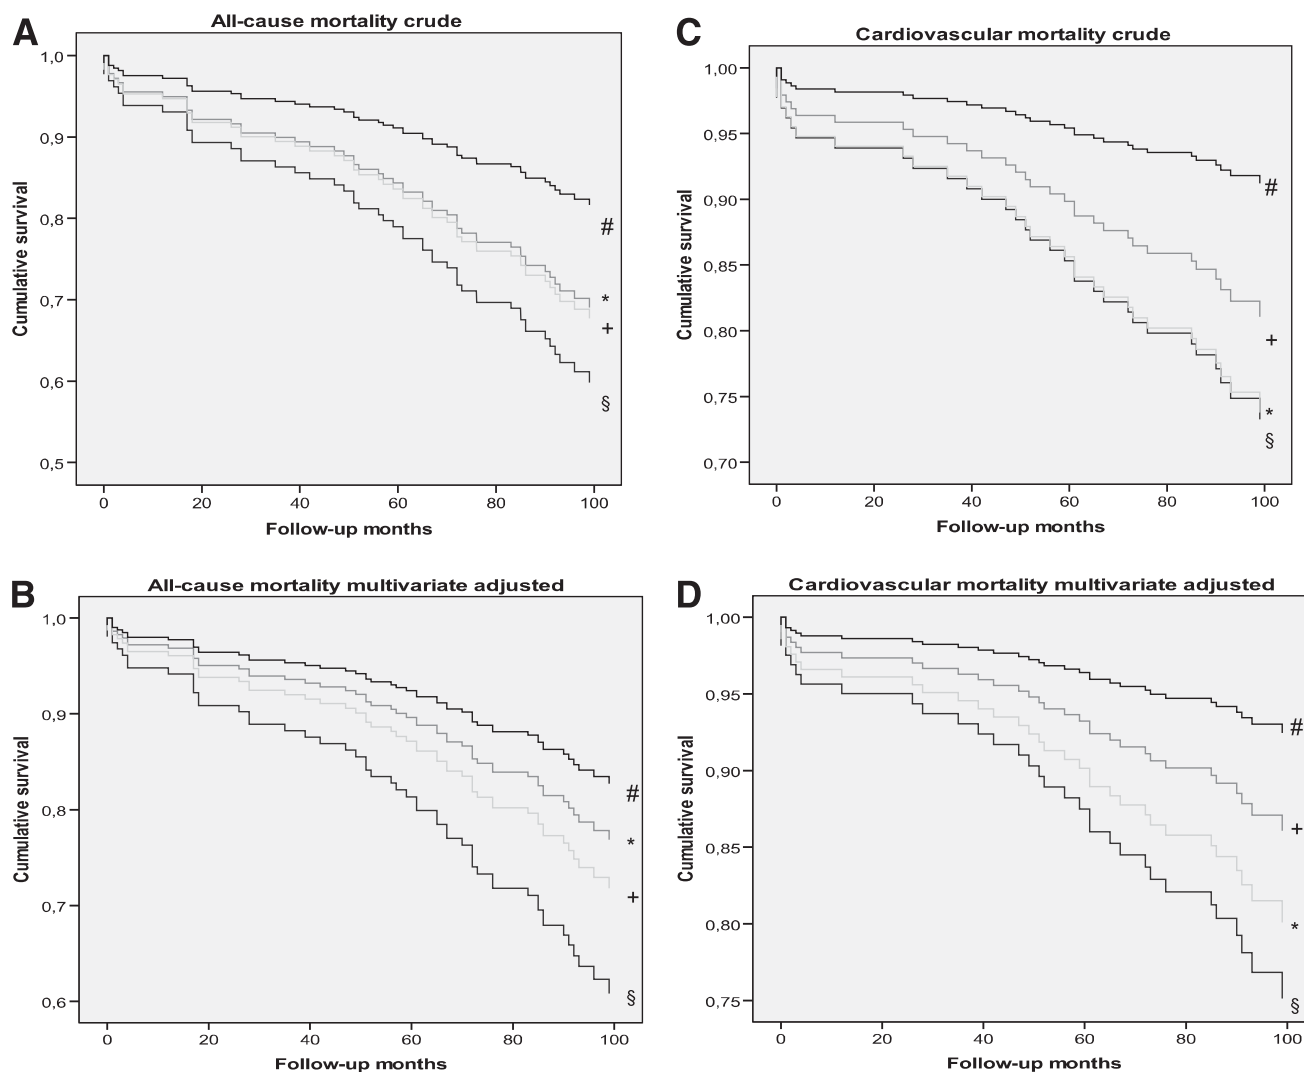 A
All-cause mortality crude
1,0
0,9
0,8
0,7
0,6
0,5
Cumulative survival
#
*
+
§
0 20 40 60 80 100
Follow-up months
C
Cardiovascular mortality crude
1,00
0,95
0,90
0,85
0,80
0,75
0,70
Cumulative survival
#
+
*
§
0 20 40 60 80 100
Follow-up months
B
All-cause mortality multivariate adjusted
1,0
0,9
0,8
0,7
0,6
Cumulative survival
#
*
+
§
0 20 40 60 80 100
Follow-up months
D
Cardiovascular mortality multivariate adjusted
1,00
0,95
0,90
0,85
0,80
0,75
Cumulative survival
#
+
*
§
0 20 40 60 80 100
Follow-up months